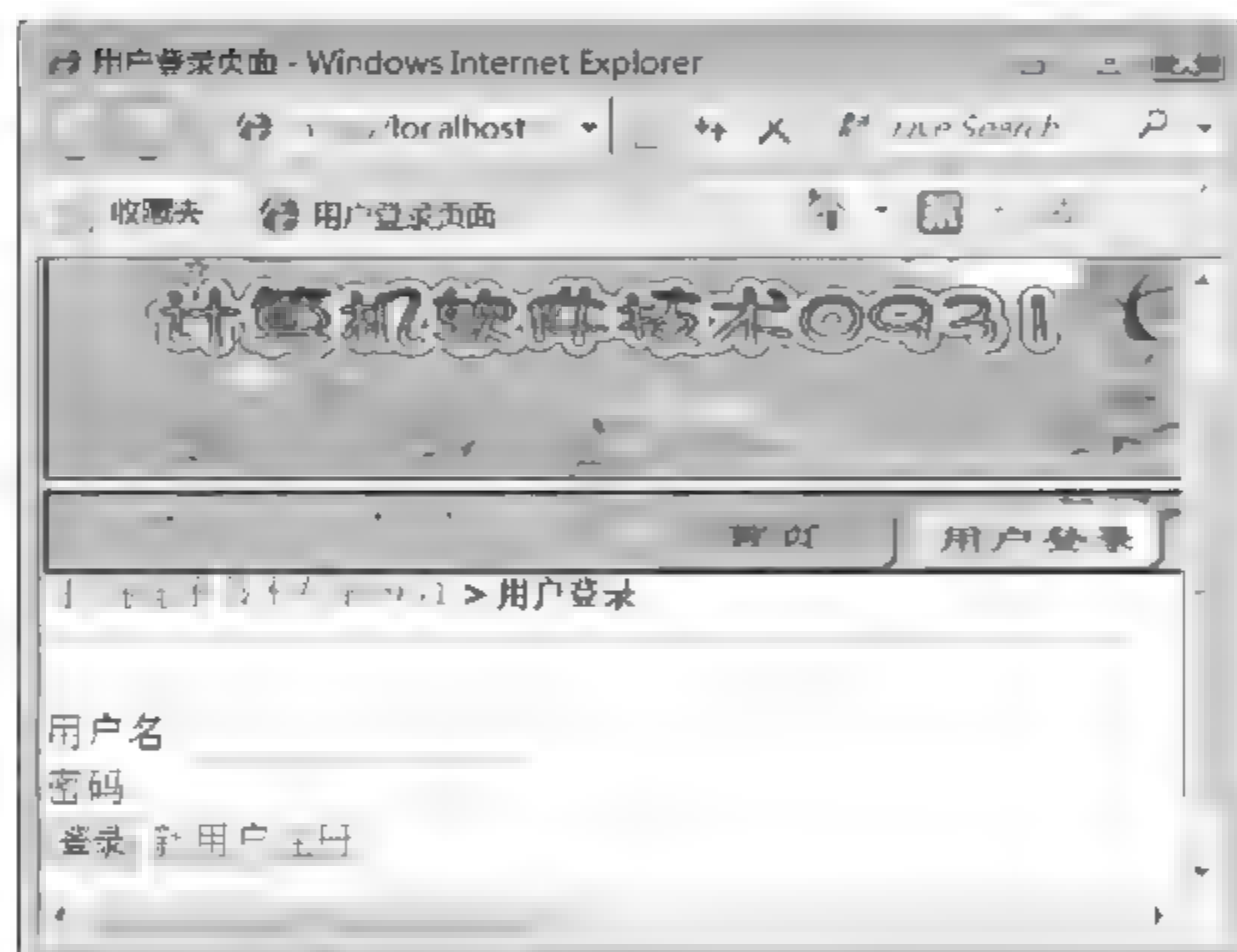 用户登录页面 - Windows Internet Explorer
/localhost
Live Search
收藏夹 用户登录页面
计算机软件技术0931
首页 用户登录
> 用户登录
用户名
密码
登录 新用户注册